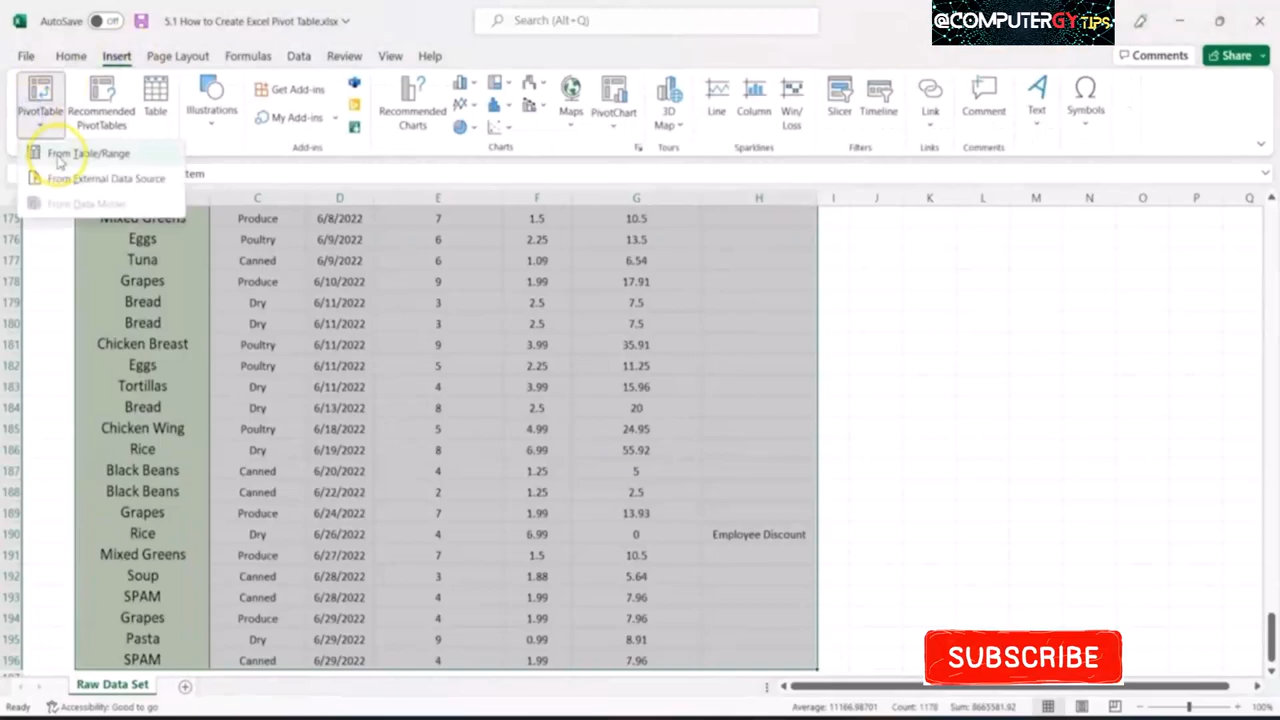 AutoSave Off 5.1 How to Create Excel Pivot Table.xlsx Search (Alt+Q) @COMPUTERGY TIPS
File Home Insert Page Layout Formulas Data Review View Help Comments Share
PivotTable Recommended PivotTables Table Illustrations Get Add-ins My Add-ins Recommended Charts Maps PivotChart 3D Map Line Column Win/Loss Slicer Timeline Link Comment Text Symbols
Add-ins Charts Tours Sparklines Filters Comments
From Table/Range
From External Data Source
tem
C D E F G H I J K L M N O P Q
175 Mixed Greens Produce 6/8/2022 7 1.5 10.5
176 Eggs Poultry 6/9/2022 6 2.25 13.5
177 Tuna Canned 6/9/2022 6 1.09 6.54
178 Grapes Produce 6/10/2022 9 1.99 17.91
179 Bread Dry 6/11/2022 3 2.5 7.5
180 Bread Dry 6/11/2022 3 2.5 7.5
181 Chicken Breast Poultry 6/11/2022 9 3.99 35.91
182 Eggs Poultry 6/11/2022 5 2.25 11.25
183 Tortillas Dry 6/11/2022 4 3.99 15.96
184 Bread Dry 6/13/2022 8 2.5 20
185 Chicken Wing Poultry 6/18/2022 5 4.99 24.95
186 Rice Dry 6/19/2022 8 6.99 55.92
187 Black Beans Canned 6/20/2022 4 1.25 5
188 Black Beans Canned 6/22/2022 2 1.25 2.5
189 Grapes Produce 6/24/2022 7 1.99 13.93
190 Rice Dry 6/26/2022 4 6.99 0 Employee Discount
191 Mixed Greens Produce 6/27/2022 7 1.5 10.5
192 Soup Canned 6/28/2022 3 1.88 5.64
193 SPAM Canned 6/28/2022 4 1.99 7.96
194 Grapes Produce 6/29/2022 4 1.99 7.96
195 Pasta Dry 6/29/2022 9 0.99 8.91
196 SPAM Canned 6/29/2022 4 1.99 7.96
SUBSCRIBE
Raw Data Set
Ready Accessibility: Good to go Average: 11166.98701 Count: 1178 Sum: 8665581.92 100%